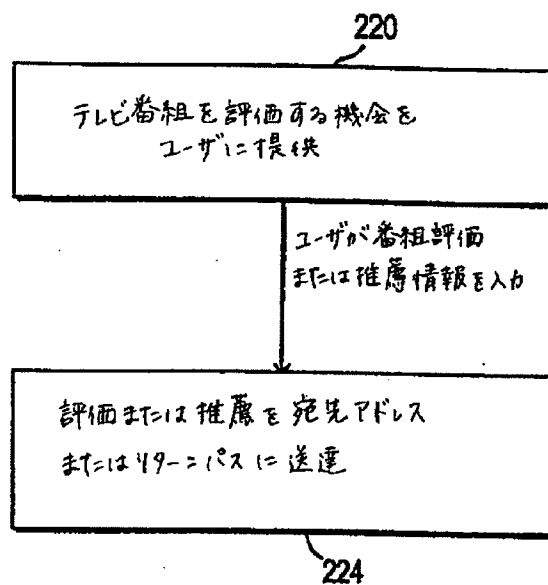 220
テレビ番組を評価する機会を
ユーザに提供
ユーザが番組評価
または推薦情報を入力
評価または推薦を宛先アドレス
またはリターンパスに送達
224